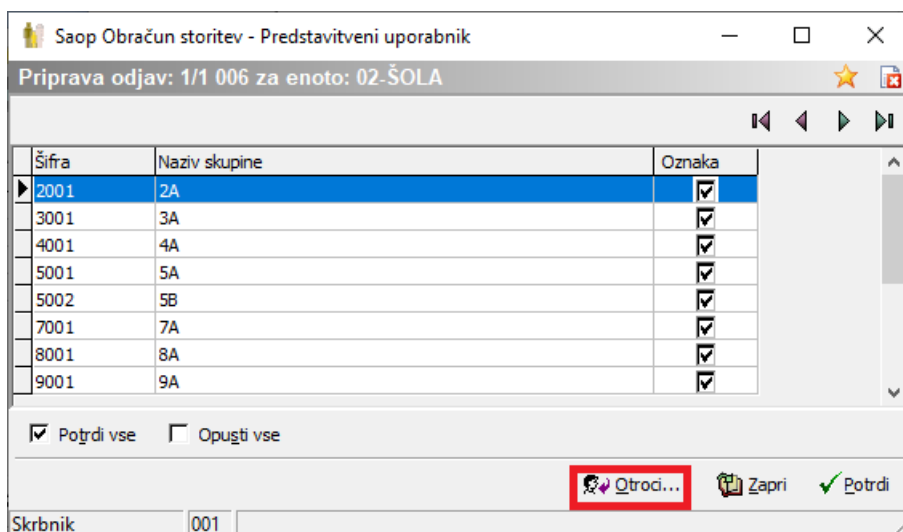 Saop Obračun storitev - Predstavitveni uporabnik
Priprava odjav: 1/1 006 za enoto: 02-ŠOLA
Šifra Naziv skupine Oznaka
2001 2A
3001 3A
4001 4A
5001 5A
5002 5B
7001 7A
8001 8A
9001 9A
Potrdi vse Opusti vse
Otroci... Zapri Potrdi
Skrbnik 001